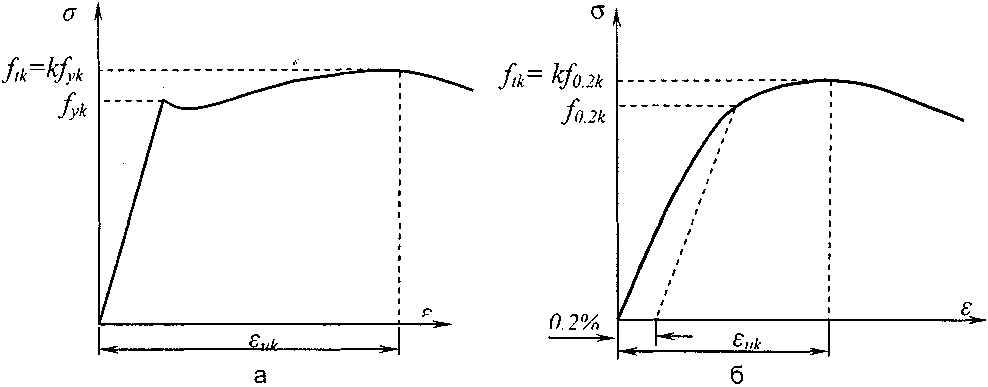 σ
f_tk=kf_yk
f_yk
ε
ε_uk
а
σ
f_tk= kf_0.2k
f_0.2k
ε
0.2%
ε_uk
б